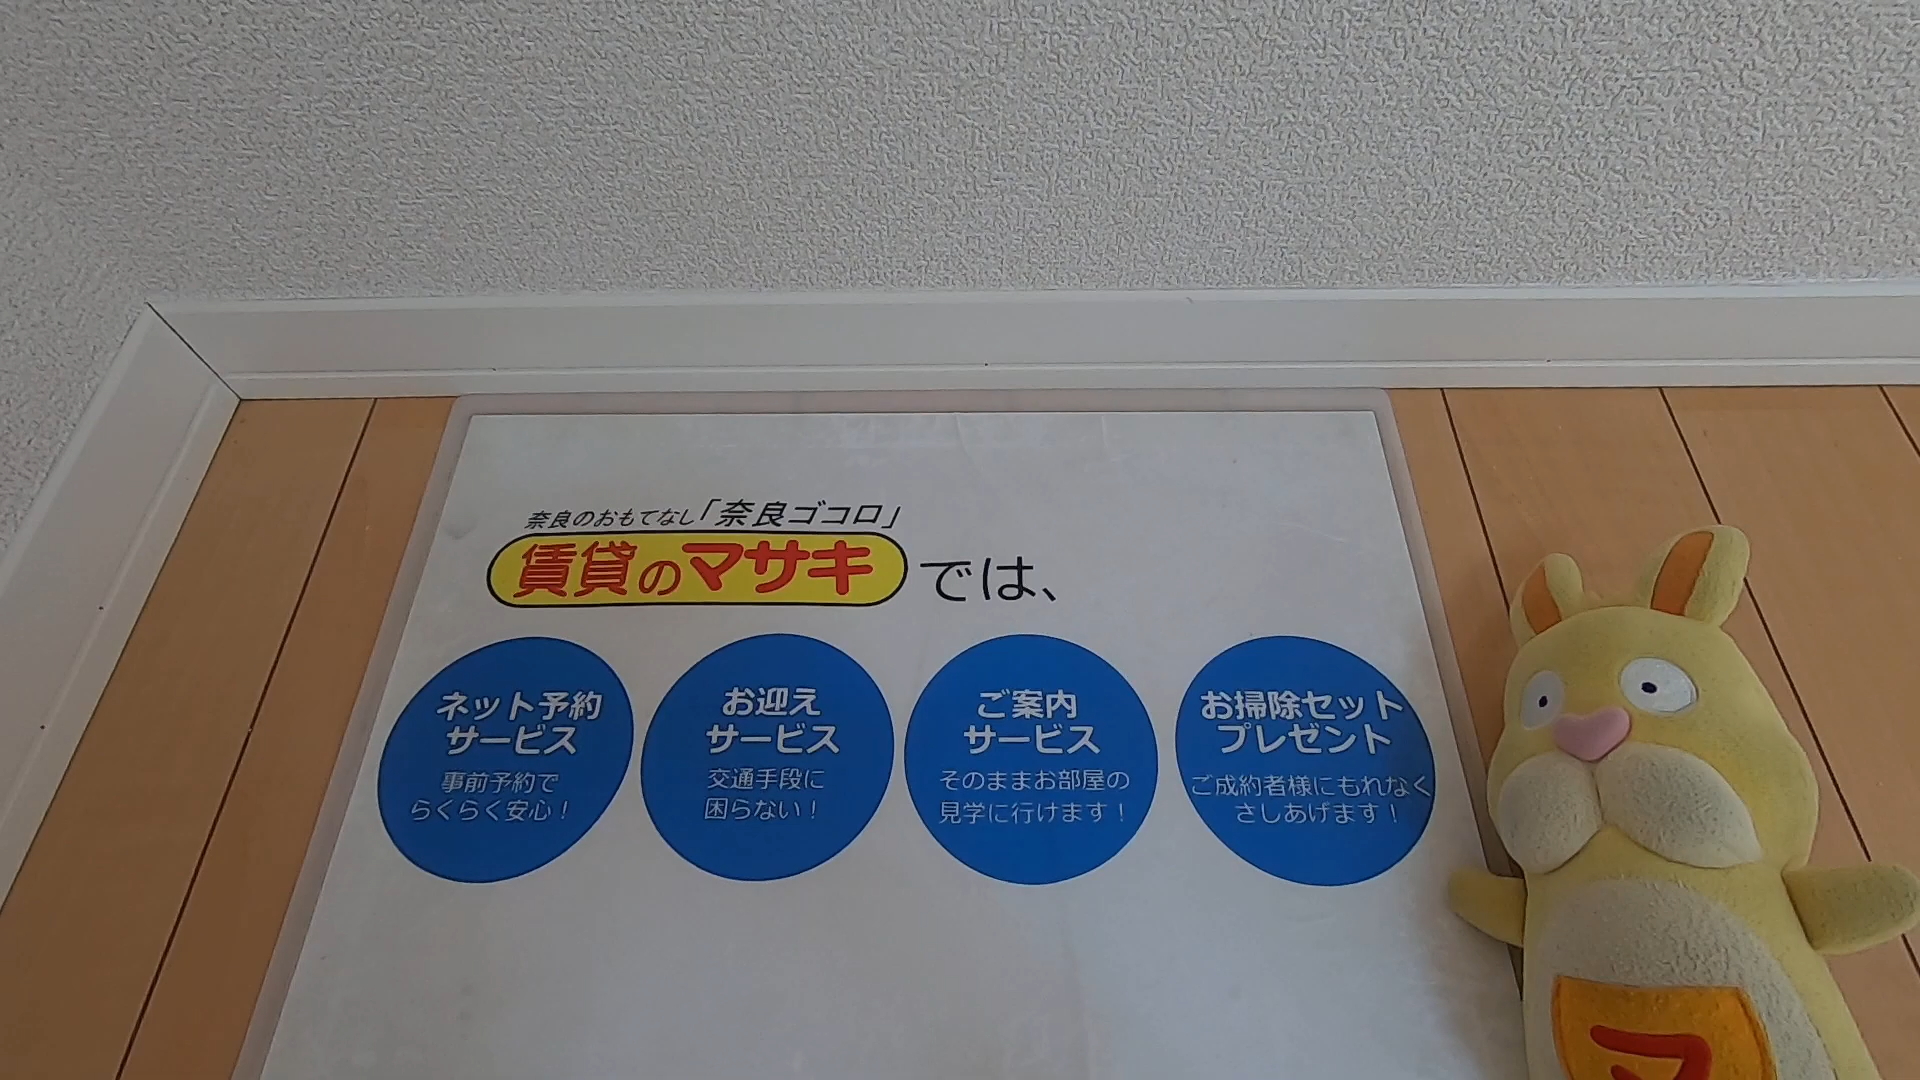 奈良のおもてなし「奈良ゴコロ」
賃貸のマサキでは、
ネット予約
サービス
事前予約で
らくらく安心！
お迎え
サービス
交通手段に
困らない！
ご案内
サービス
そのままお部屋の
見学に行けます！
お掃除セット
プレゼント
ご成約者様にもれなく
さしあげます！
マ